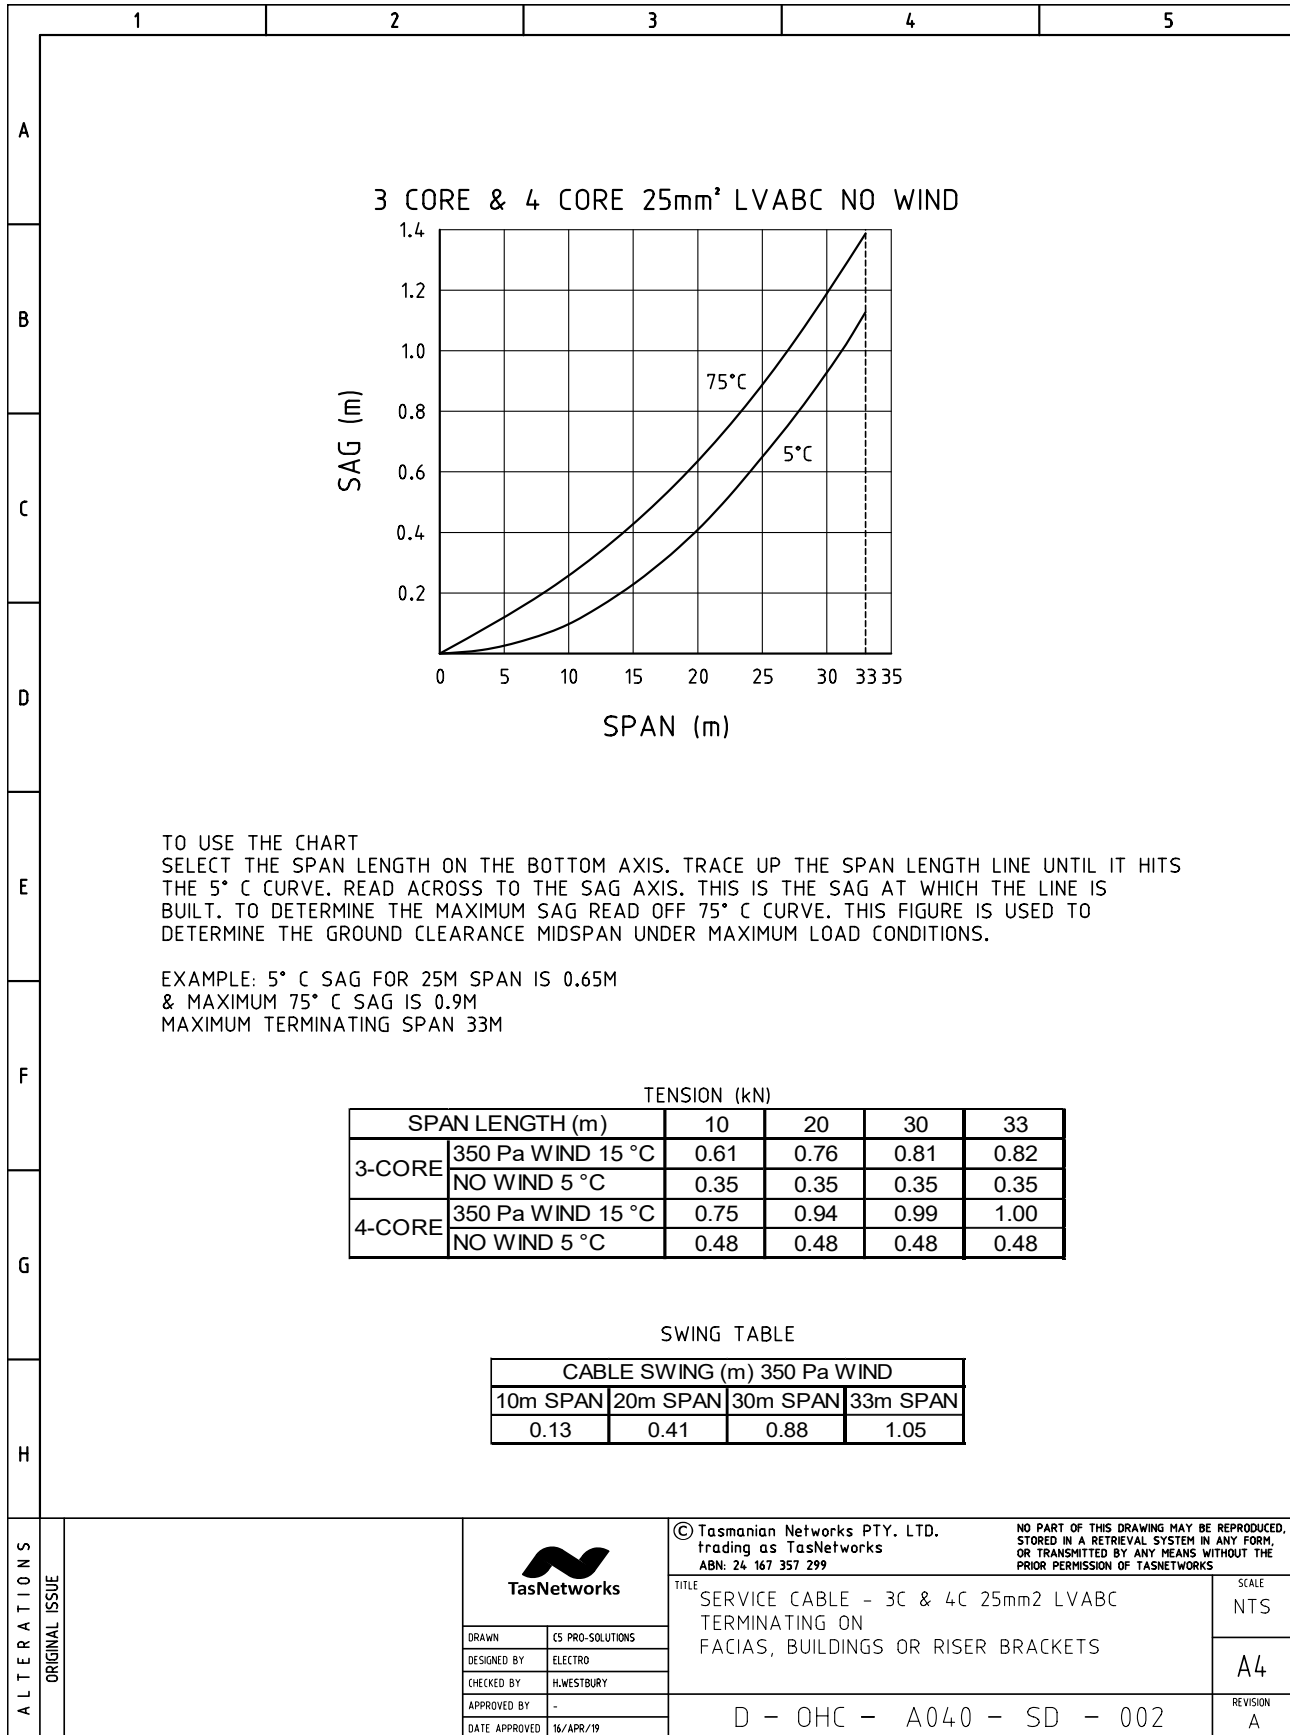 1 2 3 4 5
A
B
C
D
E
F
G
H
3 CORE & 4 CORE 25mm² LVABC NO WIND
1.4
1.2
1.0
0.8
0.6
0.4
0.2
SAG (m)
75°C
5°C
0 5 10 15 20 25 30 33 35
SPAN (m)
TO USE THE CHART
SELECT THE SPAN LENGTH ON THE BOTTOM AXIS. TRACE UP THE SPAN LENGTH LINE UNTIL IT HITS
THE 5° C CURVE. READ ACROSS TO THE SAG AXIS. THIS IS THE SAG AT WHICH THE LINE IS
BUILT. TO DETERMINE THE MAXIMUM SAG READ OFF 75° C CURVE. THIS FIGURE IS USED TO
DETERMINE THE GROUND CLEARANCE MIDSPAN UNDER MAXIMUM LOAD CONDITIONS.
EXAMPLE: 5° C SAG FOR 25M SPAN IS 0.65M
& MAXIMUM 75° C SAG IS 0.9M
MAXIMUM TERMINATING SPAN 33M
TENSION (kN)
SPAN LENGTH (m) 10 20 30 33
3-CORE 350 Pa WIND 15 °C 0.61 0.76 0.81 0.82
NO WIND 5 °C 0.35 0.35 0.35 0.35
4-CORE 350 Pa WIND 15 °C 0.75 0.94 0.99 1.00
NO WIND 5 °C 0.48 0.48 0.48 0.48
SWING TABLE
CABLE SWING (m) 350 Pa WIND
10m SPAN 20m SPAN 30m SPAN 33m SPAN
0.13 0.41 0.88 1.05
ALTERATIONS
ORIGINAL ISSUE
TasNetworks
DRAWN C5 PRO-SOLUTIONS
DESIGNED BY ELECTRO
CHECKED BY H.WESTBURY
APPROVED BY -
DATE APPROVED 16/APR/19
© Tasmanian Networks PTY. LTD.
trading as TasNetworks
ABN: 24 167 357 299
NO PART OF THIS DRAWING MAY BE REPRODUCED,
STORED IN A RETRIEVAL SYSTEM IN ANY FORM,
OR TRANSMITTED BY ANY MEANS WITHOUT THE
PRIOR PERMISSION OF TASNETWORKS
TITLE SERVICE CABLE - 3C & 4C 25mm2 LVABC
TERMINATING ON
FACIAS, BUILDINGS OR RISER BRACKETS
SCALE
NTS
A4
D - OHC - A040 - SD - 002
REVISION
A